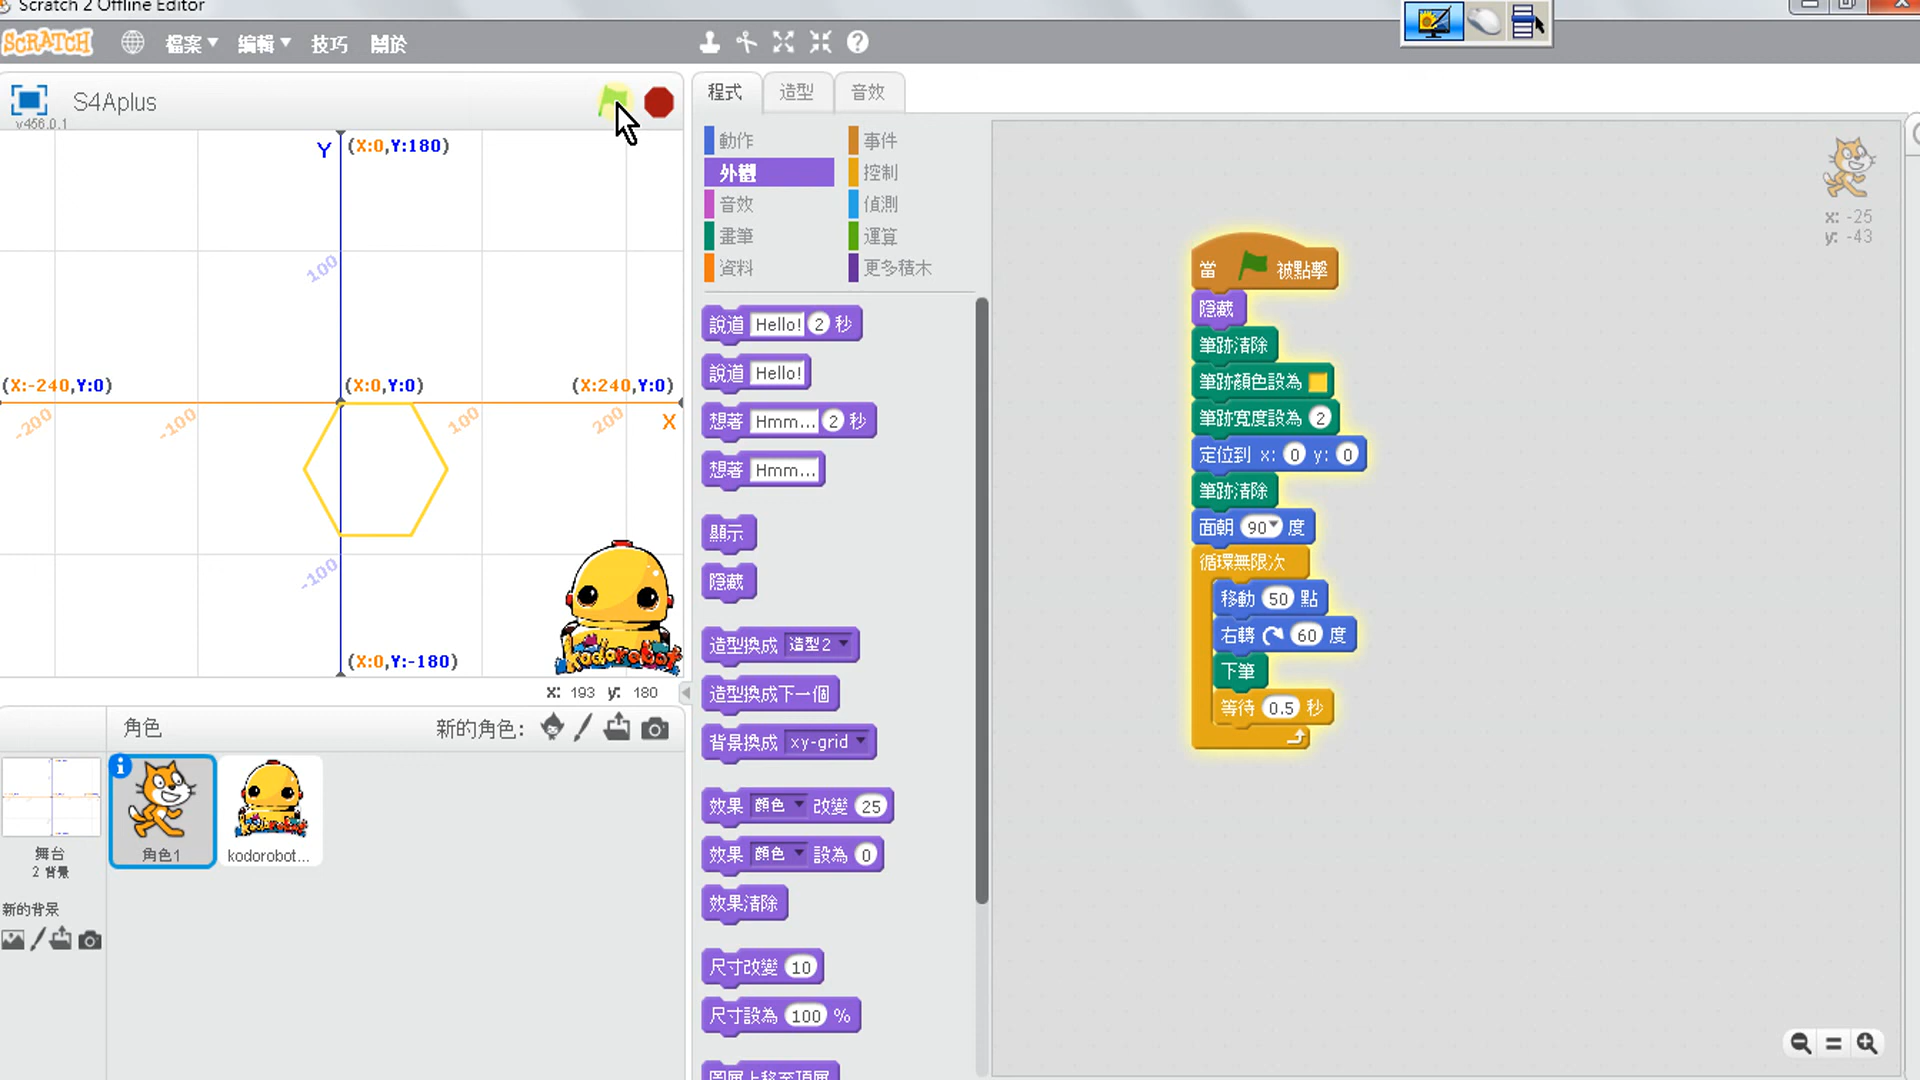 Scratch 2 Offline Editor
SCRATCH 檔案 編輯 技巧 關於
S4Aplus
v456.0.1
Y (X:0,Y:180)
100
(X:-240,Y:0) (X:0,Y:0) (X:240,Y:0)
-200 -100 100 200 X
-100
(X:0,Y:-180)
kodorobot
x: 193 y: 180
角色 新的角色:
舞台
2 背景
新的背景
角色1
kodorobot...
程式 造型 音效
動作 事件
外觀 控制
音效 偵測
畫筆 運算
資料 更多積木
說道 Hello! 2 秒
說道 Hello!
想著 Hmm... 2 秒
想著 Hmm...
顯示
隱藏
造型換成 造型2
造型換成下一個
背景換成 xy-grid
效果 顏色 改變 25
效果 顏色 設為 0
效果清除
尺寸改變 10
尺寸設為 100 %
圖層上移至頂層
x: -25
y: -43
當 被點擊
隱藏
筆跡清除
筆跡顏色設為
筆跡寬度設為 2
定位到 x: 0 y: 0
筆跡清除
面朝 90 度
循環無限次
移動 50 點
右轉 60 度
下筆
等待 0.5 秒